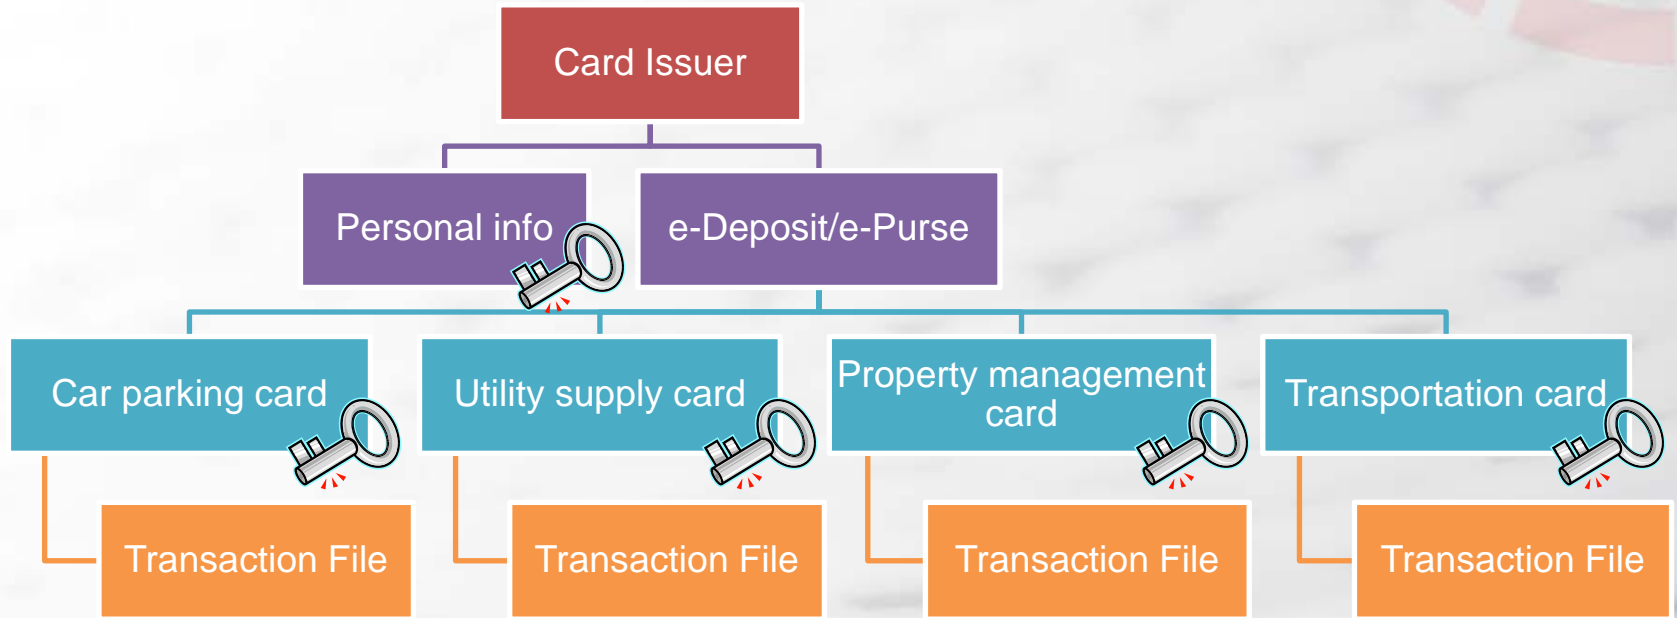 Card Issuer
Personal info
e-Deposit/e-Purse
Car parking card
Utility supply card
Property management
card
Transportation card
Transaction File
Transaction File
Transaction File
Transaction File